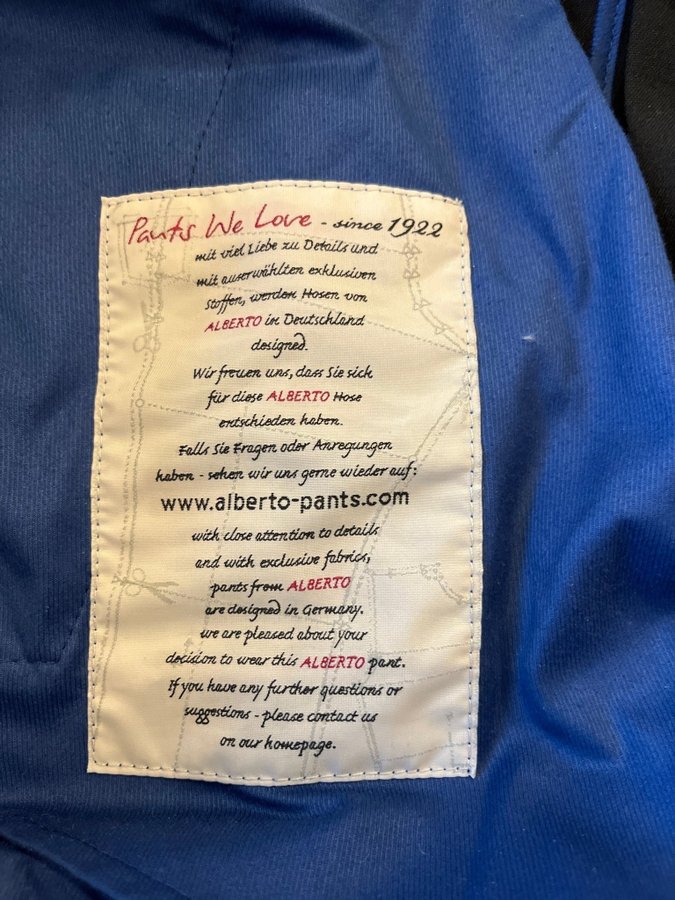 Pants We Love - since 1922
mit viel Liebe zu Details und
mit auserwählten exklusiven
Stoffen, werden Hosen von
ALBERTO in Deutschland
designed.
Wir freuen uns, dass Sie sich
für diese ALBERTO Hose
entschieden haben.
Falls Sie Fragen oder Anregungen
haben - sehen wir uns gerne wieder auf:
www.alberto-pants.com
with close attention to details
and with exclusive fabrics,
pants from ALBERTO
are designed in Germany.
we are pleased about your
decision to wear this ALBERTO pant.
If you have any further questions or
suggestions - please contact us
on our homepage.